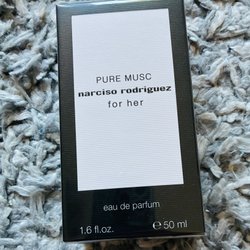 PURE MUSC
narciso rodriguez
for her
eau de parfum
1.6 fl.oz. ℮ 50 ml